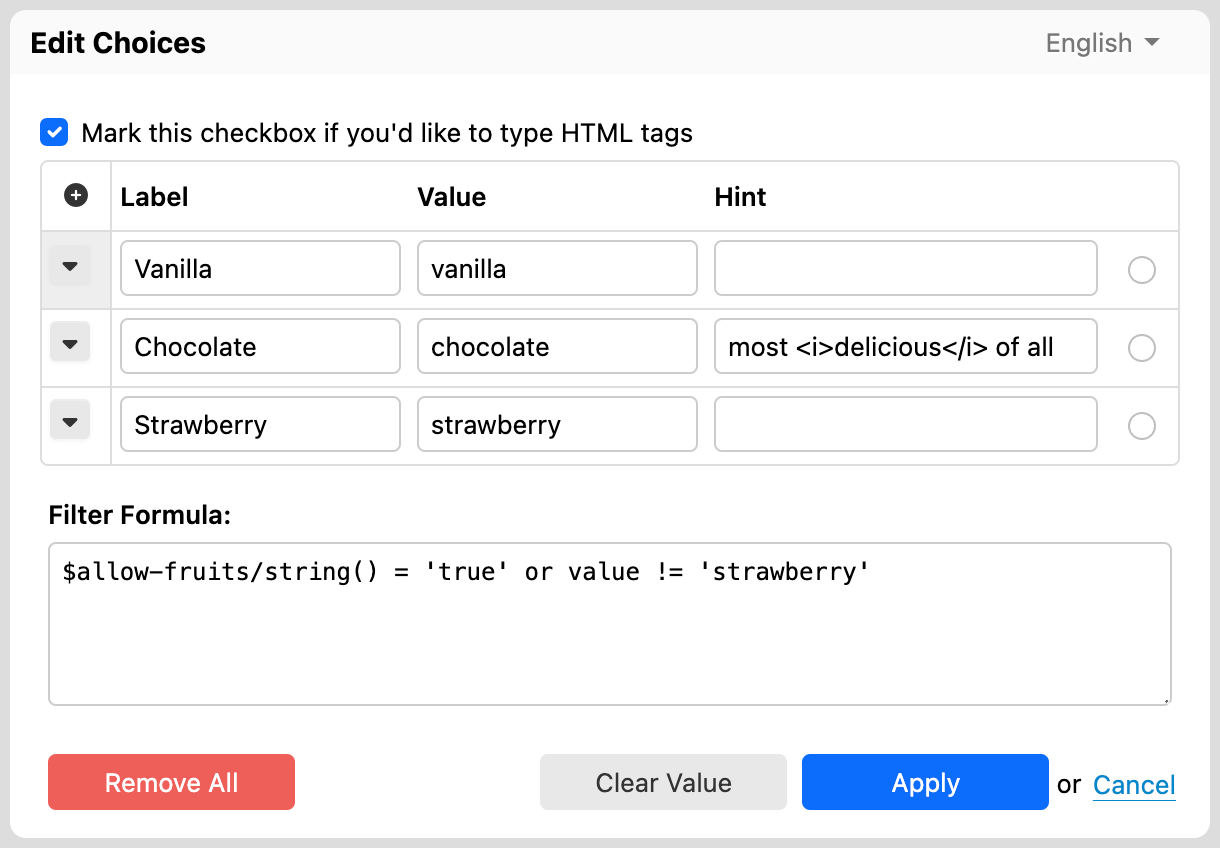 Edit Choices English
Mark this checkbox if you'd like to type HTML tags
Label Value Hint
Vanilla vanilla
Chocolate chocolate most <i>delicious</i> of all
Strawberry strawberry
Filter Formula:
$allow-fruits/string() = 'true' or value != 'strawberry'
Remove All Clear Value Apply or Cancel